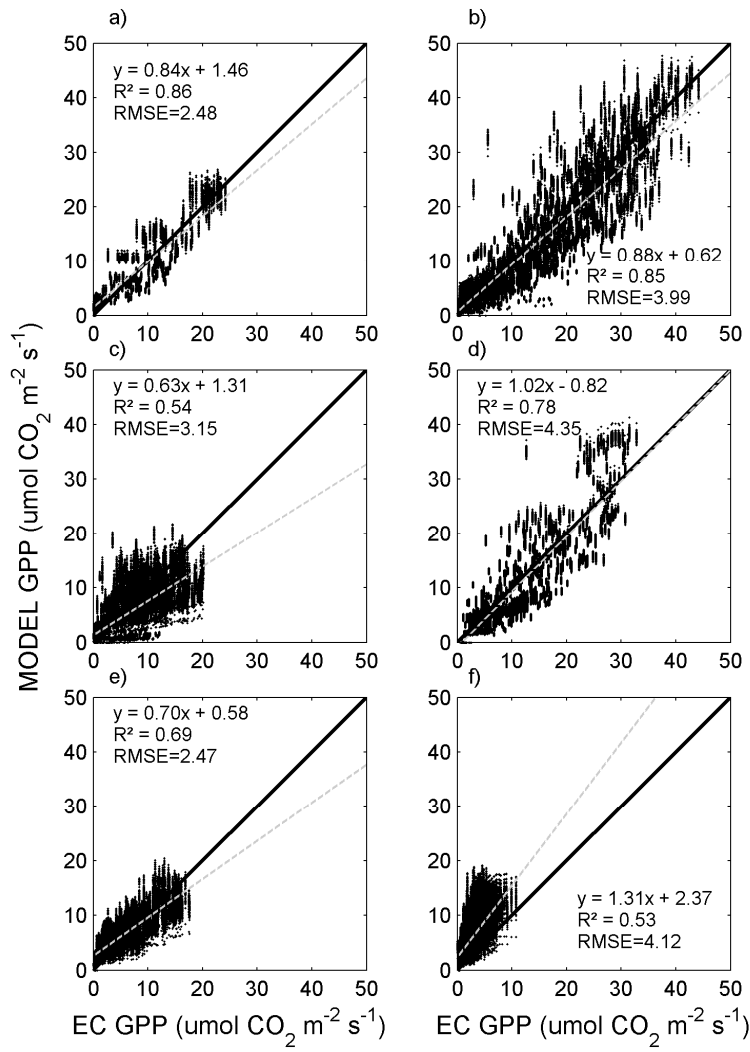 a)
50
40
30
20
10
0
0 10 20 30 40 50
y = 0.84x + 1.46
R² = 0.86
RMSE=2.48
b)
50
40
30
20
10
0
0 10 20 30 40 50
y = 0.88x + 0.62
R² = 0.85
RMSE=3.99
c)
50
40
30
20
10
0
0 10 20 30 40 50
y = 0.63x + 1.31
R² = 0.54
RMSE=3.15
d)
50
40
30
20
10
0
0 10 20 30 40 50
y = 1.02x - 0.82
R² = 0.78
RMSE=4.35
e)
50
40
30
20
10
0
0 10 20 30 40 50
y = 0.70x + 0.58
R² = 0.69
RMSE=2.47
f)
50
40
30
20
10
0
0 10 20 30 40 50
y = 1.31x + 2.37
R² = 0.53
RMSE=4.12
MODEL GPP (umol CO₂ m⁻² s⁻¹)
EC GPP (umol CO₂ m⁻² s⁻¹)
EC GPP (umol CO₂ m⁻² s⁻¹)